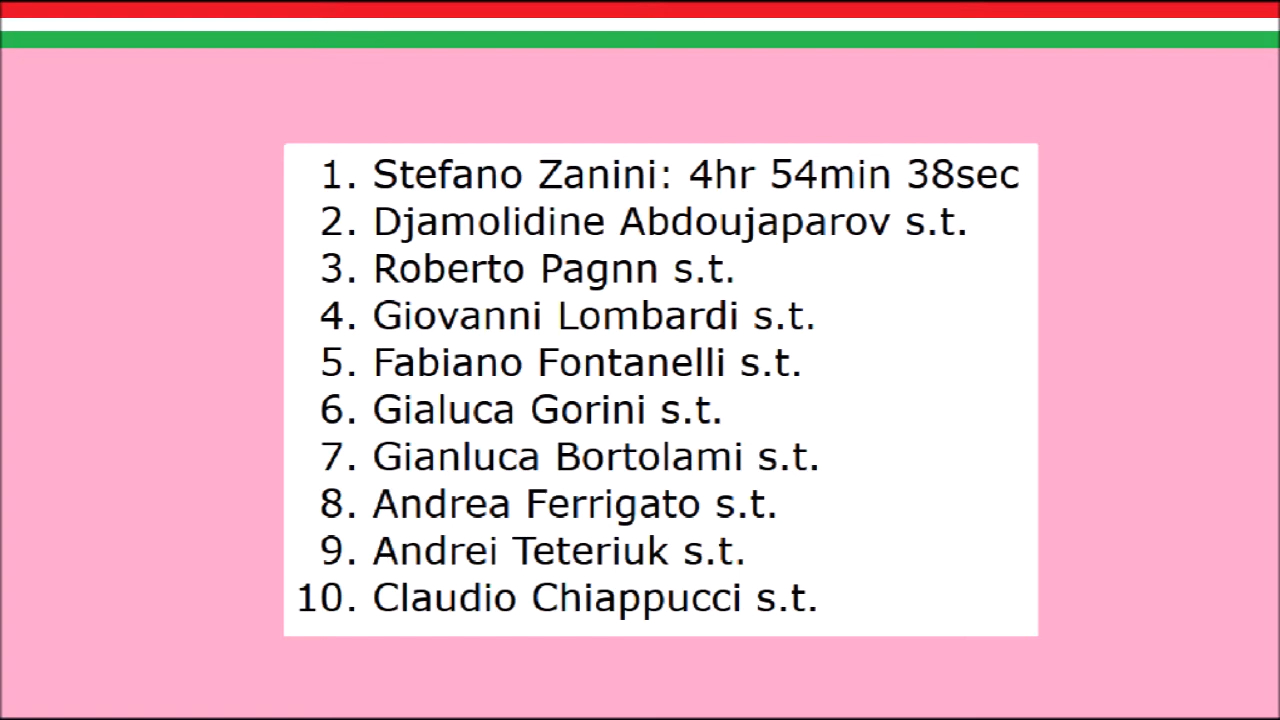 1. Stefano Zanini: 4hr 54min 38sec
2. Djamolidine Abdoujaparov s.t.
3. Roberto Pagnn s.t.
4. Giovanni Lombardi s.t.
5. Fabiano Fontanelli s.t.
6. Gialuca Gorini s.t.
7. Gianluca Bortolami s.t.
8. Andrea Ferrigato s.t.
9. Andrei Teteriuk s.t.
10. Claudio Chiappucci s.t.